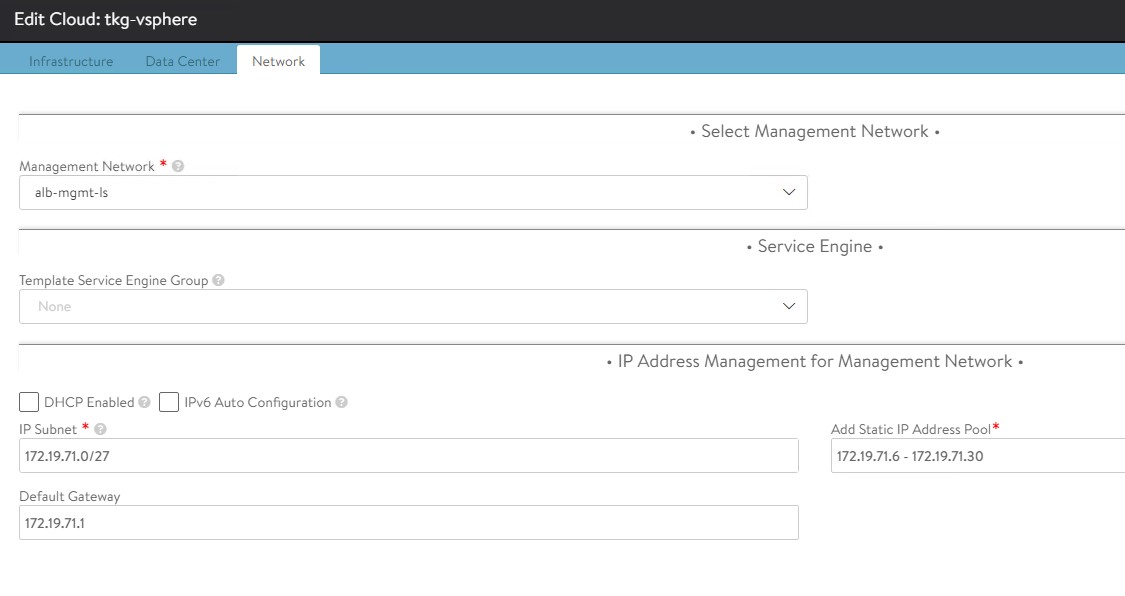 Edit Cloud: tkg-vsphere
Infrastructure Data Center Network
• Select Management Network •
Management Network * ?
alb-mgmt-ls
• Service Engine •
Template Service Engine Group ?
None
• IP Address Management for Management Network •
DHCP Enabled ? IPv6 Auto Configuration ?
IP Subnet * ? Add Static IP Address Pool*
172.19.71.0/27 172.19.71.6 - 172.19.71.30
Default Gateway
172.19.71.1